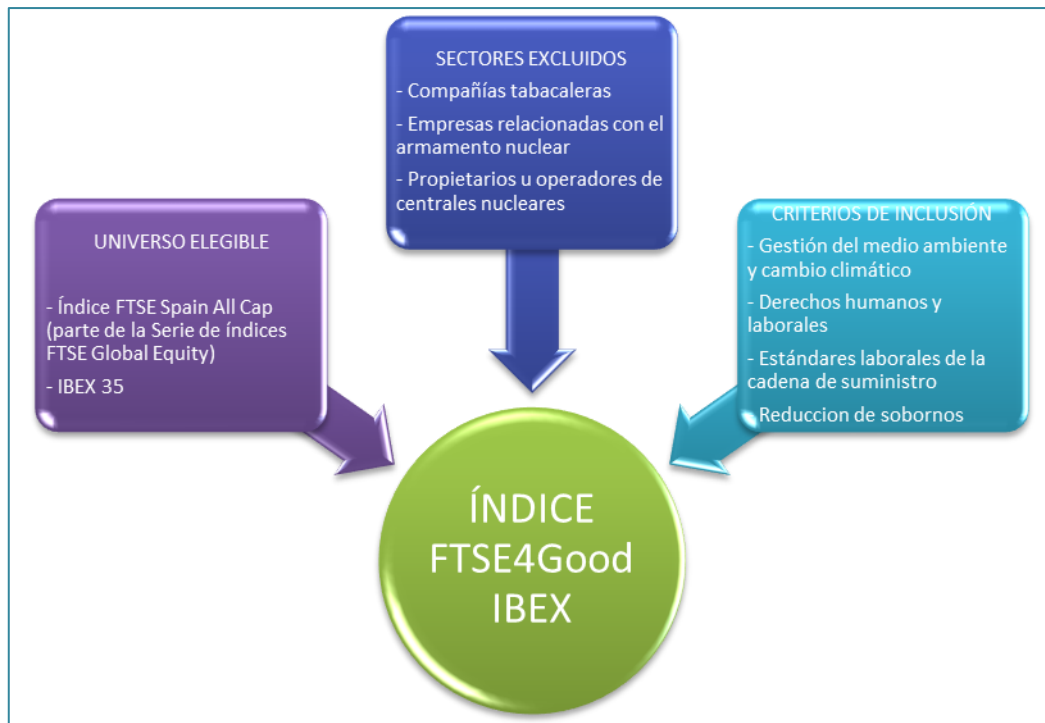 SECTORES EXCLUIDOS
- Compañías tabacaleras
- Empresas relacionadas con el
armamento nuclear
- Propietarios u operadores de
centrales nucleares
UNIVERSO ELEGIBLE
- Índice FTSE Spain All Cap
(parte de la Serie de índices
FTSE Global Equity)
- IBEX 35
CRITERIOS DE INCLUSIÓN
- Gestión del medio ambiente
y cambio climático
- Derechos humanos y
laborales
- Estándares laborales de la
cadena de suministro
- Reduccion de sobornos
ÍNDICE
FTSE4Good
IBEX